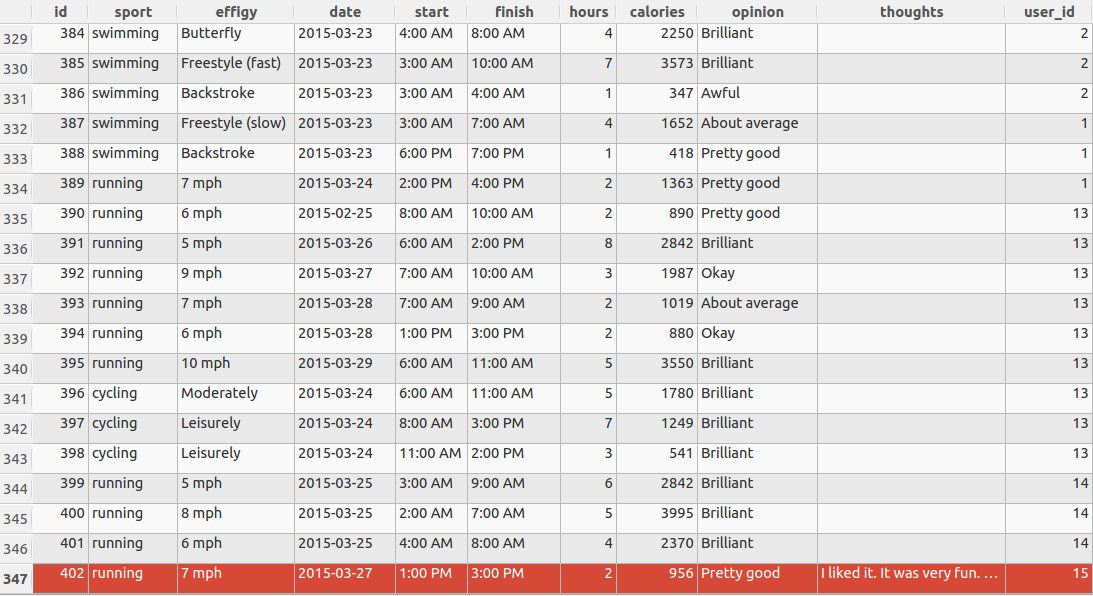 id sport effigy date start finish hours calories opinion thoughts user_id
329 384 swimming Butterfly 2015-03-23 4:00 AM 8:00 AM 4 2250 Brilliant 2
330 385 swimming Freestyle (fast) 2015-03-23 3:00 AM 10:00 AM 7 3573 Brilliant 2
331 386 swimming Backstroke 2015-03-23 3:00 AM 4:00 AM 1 347 Awful 2
332 387 swimming Freestyle (slow) 2015-03-23 3:00 AM 7:00 AM 4 1652 About average 1
333 388 swimming Backstroke 2015-03-23 6:00 PM 7:00 PM 1 418 Pretty good 1
334 389 running 7 mph 2015-03-24 2:00 PM 4:00 PM 2 1363 Pretty good 1
335 390 running 6 mph 2015-02-25 8:00 AM 10:00 AM 2 890 Pretty good 13
336 391 running 5 mph 2015-03-26 6:00 AM 2:00 PM 8 2842 Brilliant 13
337 392 running 9 mph 2015-03-27 7:00 AM 10:00 AM 3 1987 Okay 13
338 393 running 7 mph 2015-03-28 7:00 AM 9:00 AM 2 1019 About average 13
339 394 running 6 mph 2015-03-28 1:00 PM 3:00 PM 2 880 Okay 13
340 395 running 10 mph 2015-03-29 6:00 AM 11:00 AM 5 3550 Brilliant 13
341 396 cycling Moderately 2015-03-24 6:00 AM 11:00 AM 5 1780 Brilliant 13
342 397 cycling Leisurely 2015-03-24 8:00 AM 3:00 PM 7 1249 Brilliant 13
343 398 cycling Leisurely 2015-03-24 11:00 AM 2:00 PM 3 541 Brilliant 13
344 399 running 5 mph 2015-03-25 3:00 AM 9:00 AM 6 2842 Brilliant 14
345 400 running 8 mph 2015-03-25 2:00 AM 7:00 AM 5 3995 Brilliant 14
346 401 running 6 mph 2015-03-25 4:00 AM 8:00 AM 4 2370 Brilliant 14
347 402 running 7 mph 2015-03-27 1:00 PM 3:00 PM 2 956 Pretty good I liked it. It was very fun. ... 15